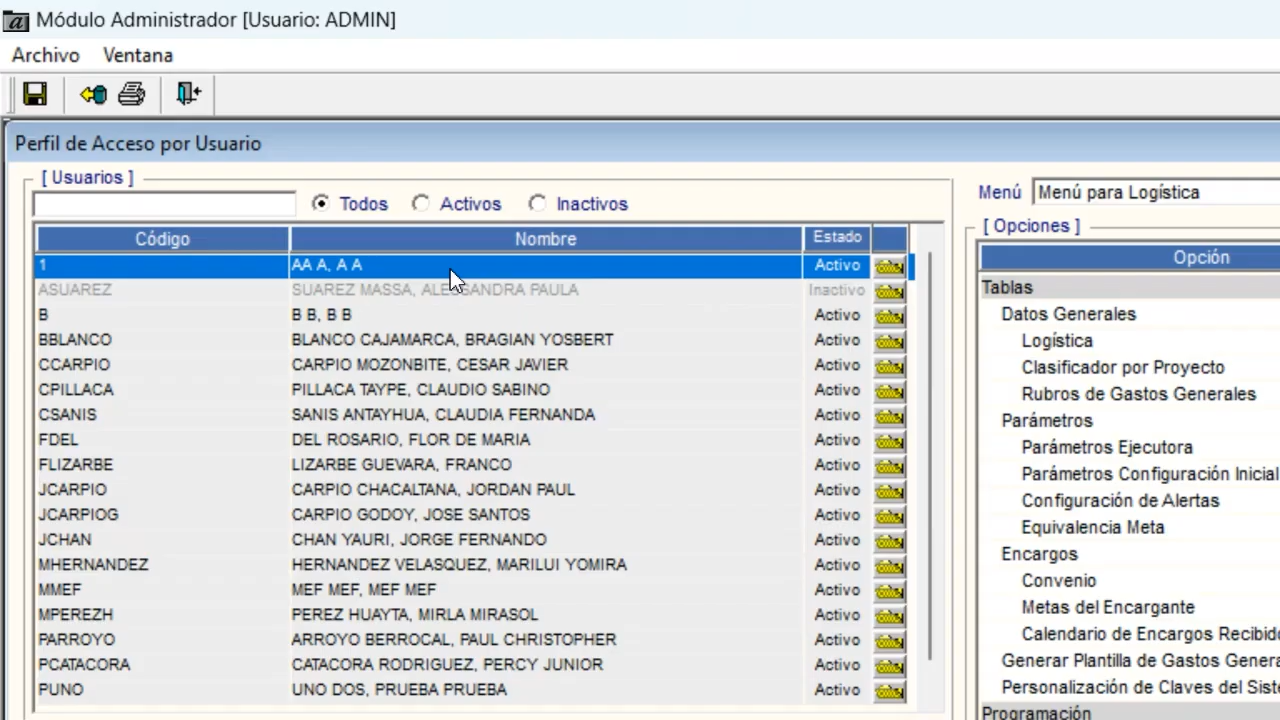 Módulo Administrador [Usuario: ADMIN]
Archivo Ventana
Perfil de Acceso por Usuario
[ Usuarios ]
Todos Activos Inactivos
Código Nombre Estado
1 AA A, A A Activo
ASUAREZ SUAREZ MASSA, ALESSANDRA PAULA Inactivo
B B B, B B Activo
BBLANCO BLANCO CAJAMARCA, BRAGIAN YOSBERT Activo
CCARPIO CARPIO MOZONBITE, CESAR JAVIER Activo
CPILLACA PILLACA TAYPE, CLAUDIO SABINO Activo
CSANIS SANIS ANTAYHUA, CLAUDIA FERNANDA Activo
FDEL DEL ROSARIO, FLOR DE MARIA Activo
FLIZARBE LIZARBE GUEVARA, FRANCO Activo
JCARPIO CARPIO CHACALTANA, JORDAN PAUL Activo
JCARPIOG CARPIO GODOY, JOSE SANTOS Activo
JCHAN CHAN YAURI, JORGE FERNANDO Activo
MHERNANDEZ HERNANDEZ VELASQUEZ, MARILUI YOMIRA Activo
MMEF MEF MEF, MEF MEF Activo
MPEREZH PEREZ HUAYTA, MIRLA MIRASOL Activo
PARROYO ARROYO BERROCAL, PAUL CHRISTOPHER Activo
PCATACORA CATACORA RODRIGUEZ, PERCY JUNIOR Activo
PUNO UNO DOS, PRUEBA PRUEBA Activo
Menú Menú para Logística
[ Opciones ]
Opción
Tablas
Datos Generales
Logística
Clasificador por Proyecto
Rubros de Gastos Generales
Parámetros
Parámetros Ejecutora
Parámetros Configuración Inicial
Configuración de Alertas
Equivalencia Meta
Encargos
Convenio
Metas del Encargante
Calendario de Encargos Recibido
Generar Plantilla de Gastos Genera
Personalización de Claves del Siste
Programación